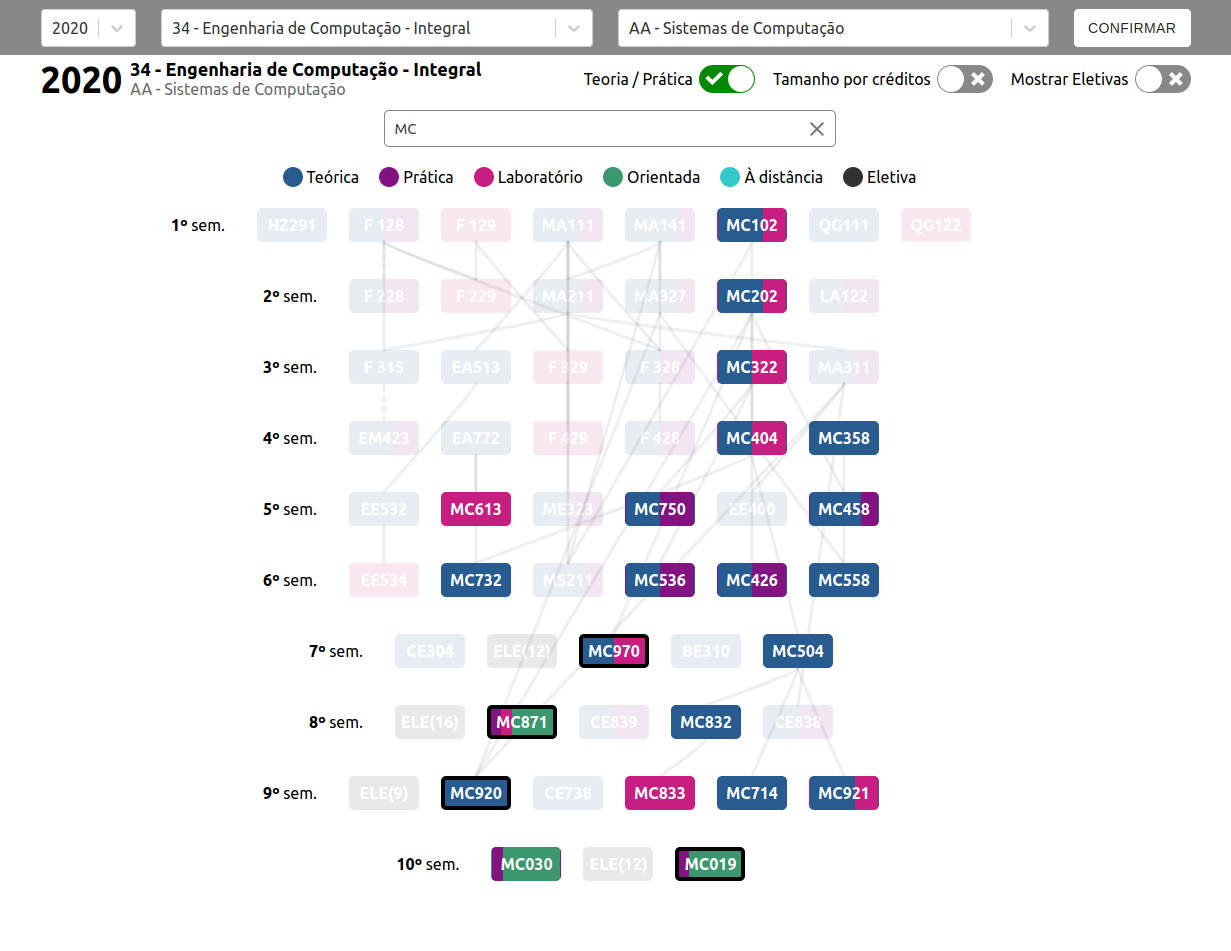 2020 34 - Engenharia de Computação - Integral AA - Sistemas de Computação CONFIRMAR
2020 34 - Engenharia de Computação - Integral
AA - Sistemas de Computação
Teoria / Prática Tamanho por créditos Mostrar Eletivas
MC
Teórica Prática Laboratório Orientada À distância Eletiva
1º sem. HZ291 F 128 F 129 MA111 MA141 MC102 QG111 QG122
2º sem. F 228 F 229 MA211 MA327 MC202 LA122
3º sem. F 315 EA513 F 329 F 328 MC322 MA311
4º sem. EM423 EA772 F 429 F 428 MC404 MC358
5º sem. EE532 MC613 ME323 MC750 EE400 MC458
6º sem. EE534 MC732 MS211 MC536 MC426 MC558
7º sem. CE304 ELE(12) MC970 BE310 MC504
8º sem. ELE(16) MC871 CE839 MC832 CE838
9º sem. ELE(9) MC920 CE738 MC833 MC714 MC921
10º sem. MC030 ELE(12) MC019